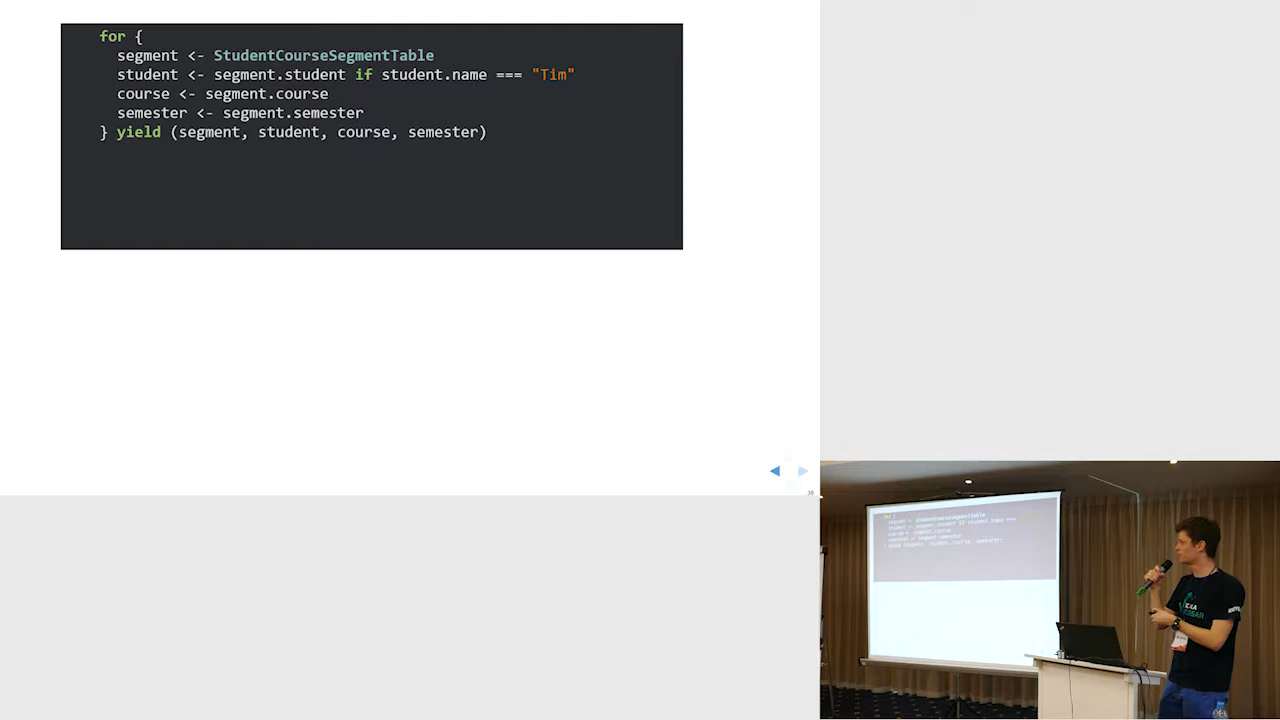 for {
segment <- StudentCourseSegmentTable
student <- segment.student if student.name === "Tim"
course <- segment.course
semester <- segment.semester
} yield (segment, student, course, semester)